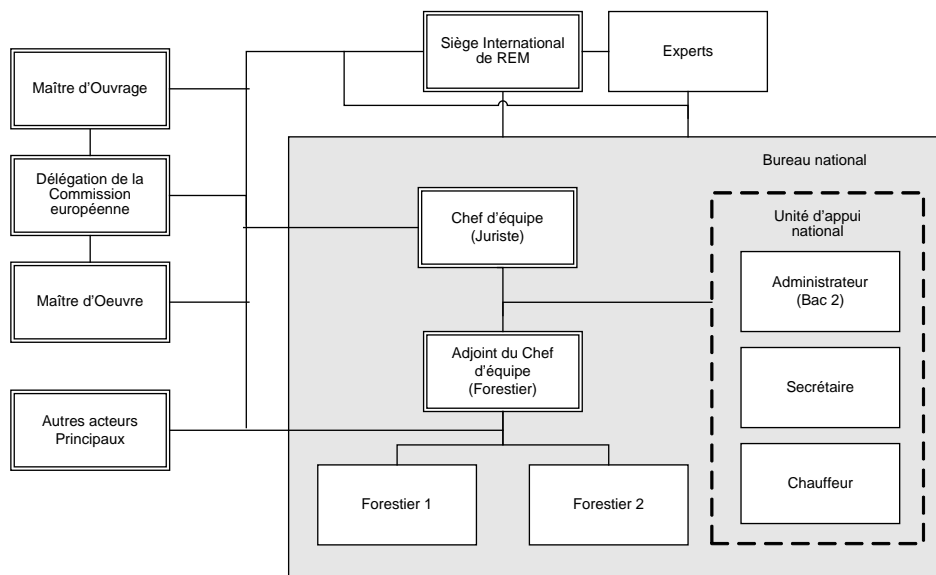 Siège International
de REM
Experts
Maître d'Ouvrage
Délégation de la
Commission
européenne
Maître d'Oeuvre
Autres acteurs
Principaux
Bureau national
Chef d'équipe
(Juriste)
Adjoint du Chef
d'équipe
(Forestier)
Forestier 1
Forestier 2
Unité d'appui
national
Administrateur
(Bac 2)
Secrétaire
Chauffeur